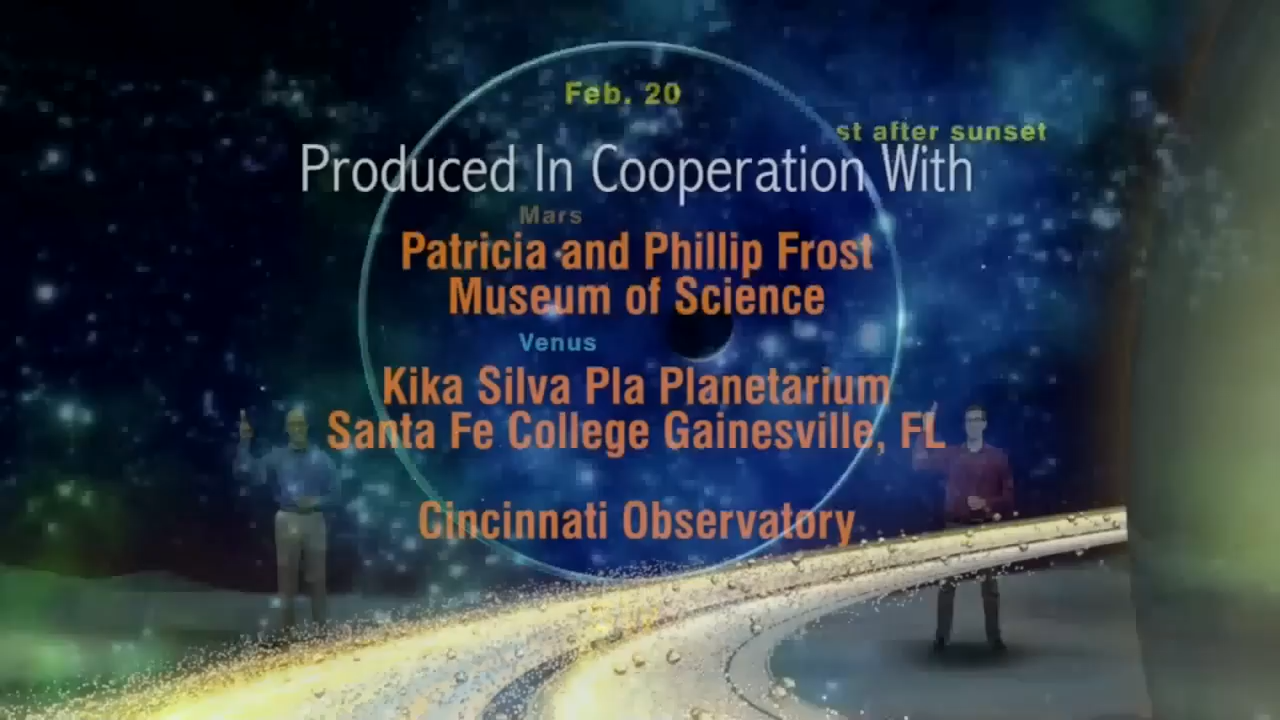 Feb. 20
st after sunset
Produced In Cooperation With
Mars
Patricia and Phillip Frost
Museum of Science
Venus
Kika Silva Pla Planetarium
Santa Fe College Gainesville, FL
Cincinnati Observatory